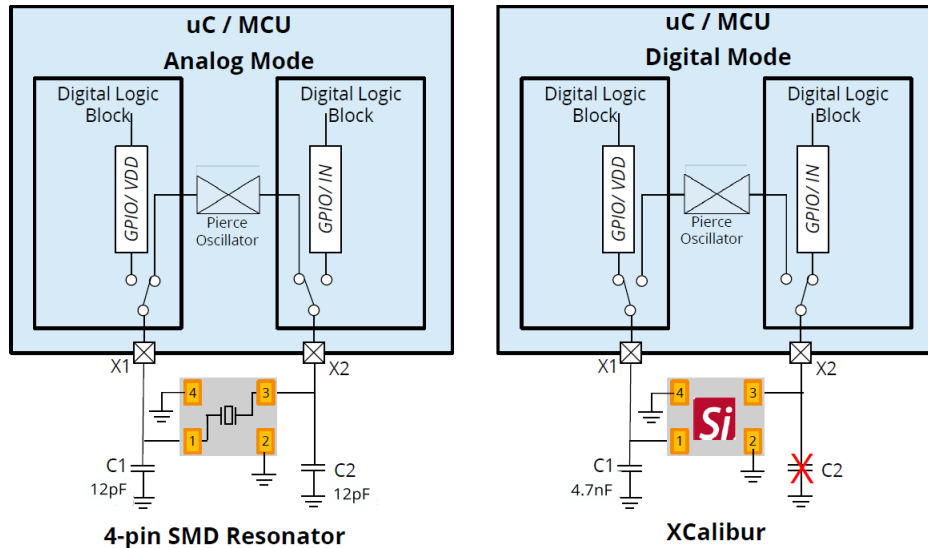 uC / MCU
Analog Mode
Digital Logic
Block
Digital Logic
Block
GPIO/ VDD
GPIO/ IN
Pierce
Oscillator
X1
X2
4
3
1
2
C1
12pF
C2
12pF
4-pin SMD Resonator
uC / MCU
Digital Mode
Digital Logic
Block
Digital Logic
Block
GPIO/ VDD
GPIO/ IN
Pierce
Oscillator
X1
X2
4
3
Si
1
2
C1
4.7nF
C2
XCalibur